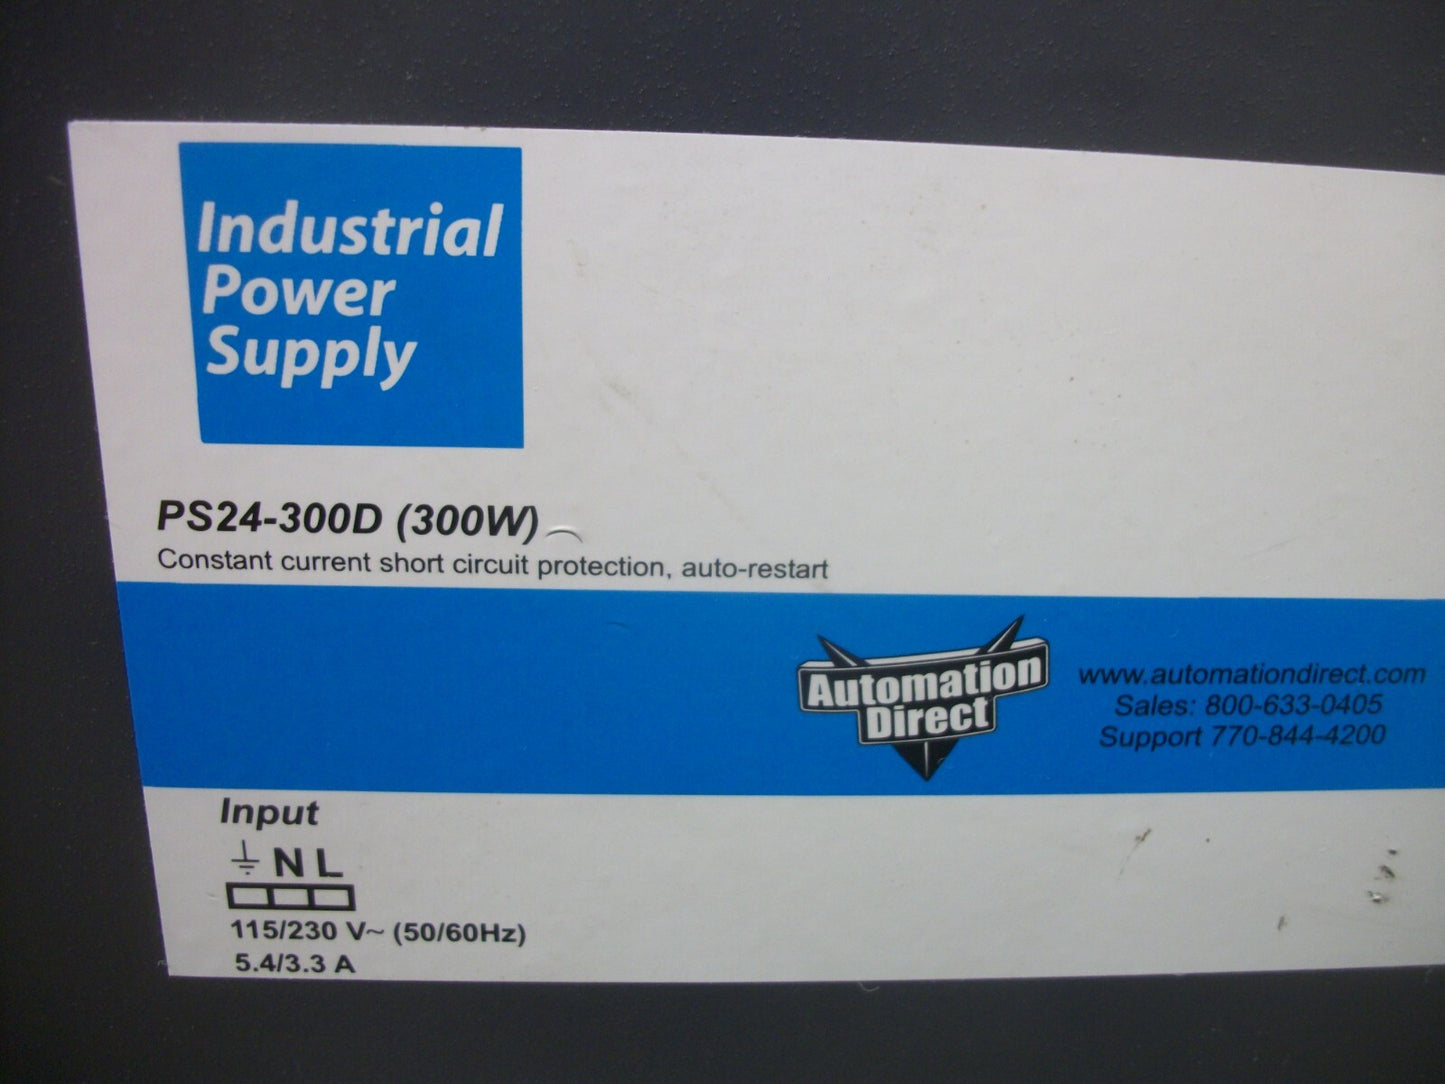 Industrial
Power
Supply
PS24-300D (300W)
Constant current short circuit protection, auto-restart
Automation
Direct
www.automationdirect.com
Sales: 800-633-0405
Support 770-844-4200
Input
⏚ N L
115/230 V~ (50/60Hz)
5.4/3.3 A